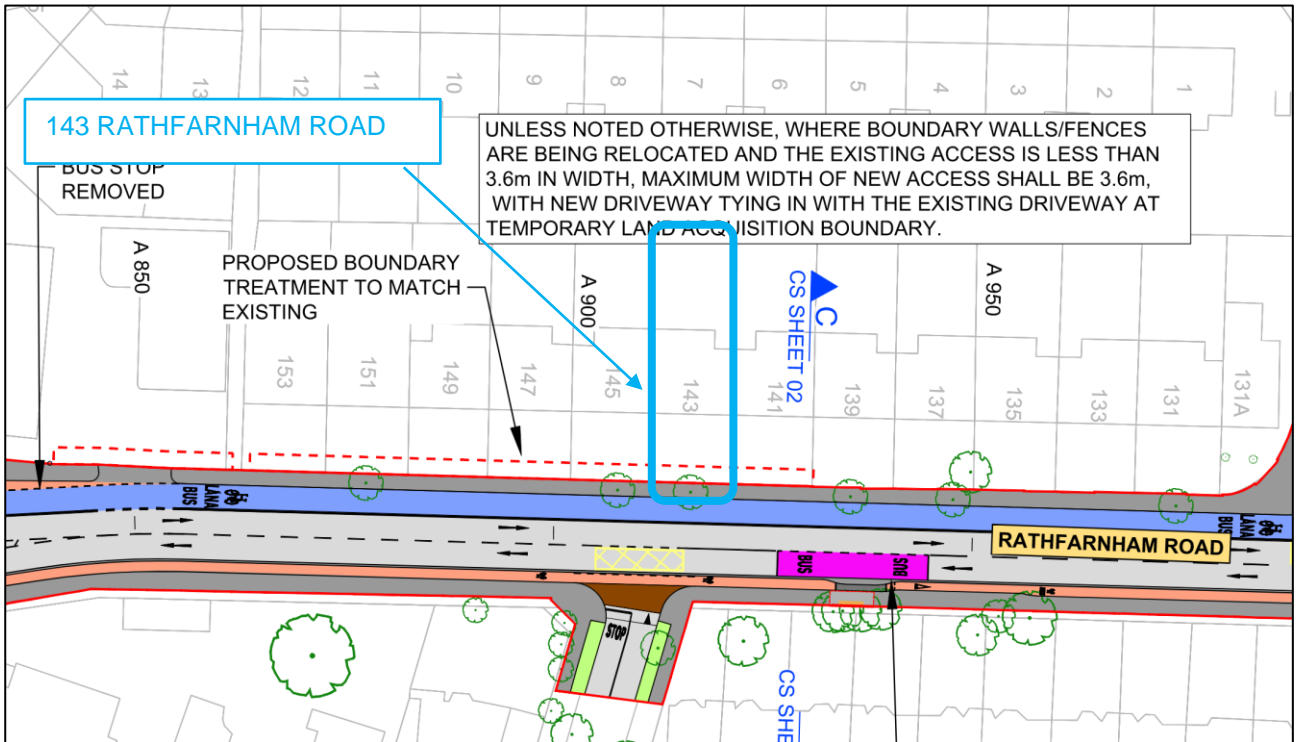 14
13
12
11
10
9
8
7
6
5
4
3
2
1
143 RATHFARNHAM ROAD
BUS STOP
REMOVED
UNLESS NOTED OTHERWISE, WHERE BOUNDARY WALLS/FENCES
ARE BEING RELOCATED AND THE EXISTING ACCESS IS LESS THAN
3.6m IN WIDTH, MAXIMUM WIDTH OF NEW ACCESS SHALL BE 3.6m,
WITH NEW DRIVEWAY TYING IN WITH THE EXISTING DRIVEWAY AT
TEMPORARY LAND ACQUISITION BOUNDARY.
A 850
PROPOSED BOUNDARY
TREATMENT TO MATCH
EXISTING
A 900
C
CS SHEET 02
A 950
153
151
149
147
145
143
141
139
137
135
133
131
131A
LANA
BUS
LANA
BUS
RATHFARNHAM ROAD
BUS
BUS
STOP